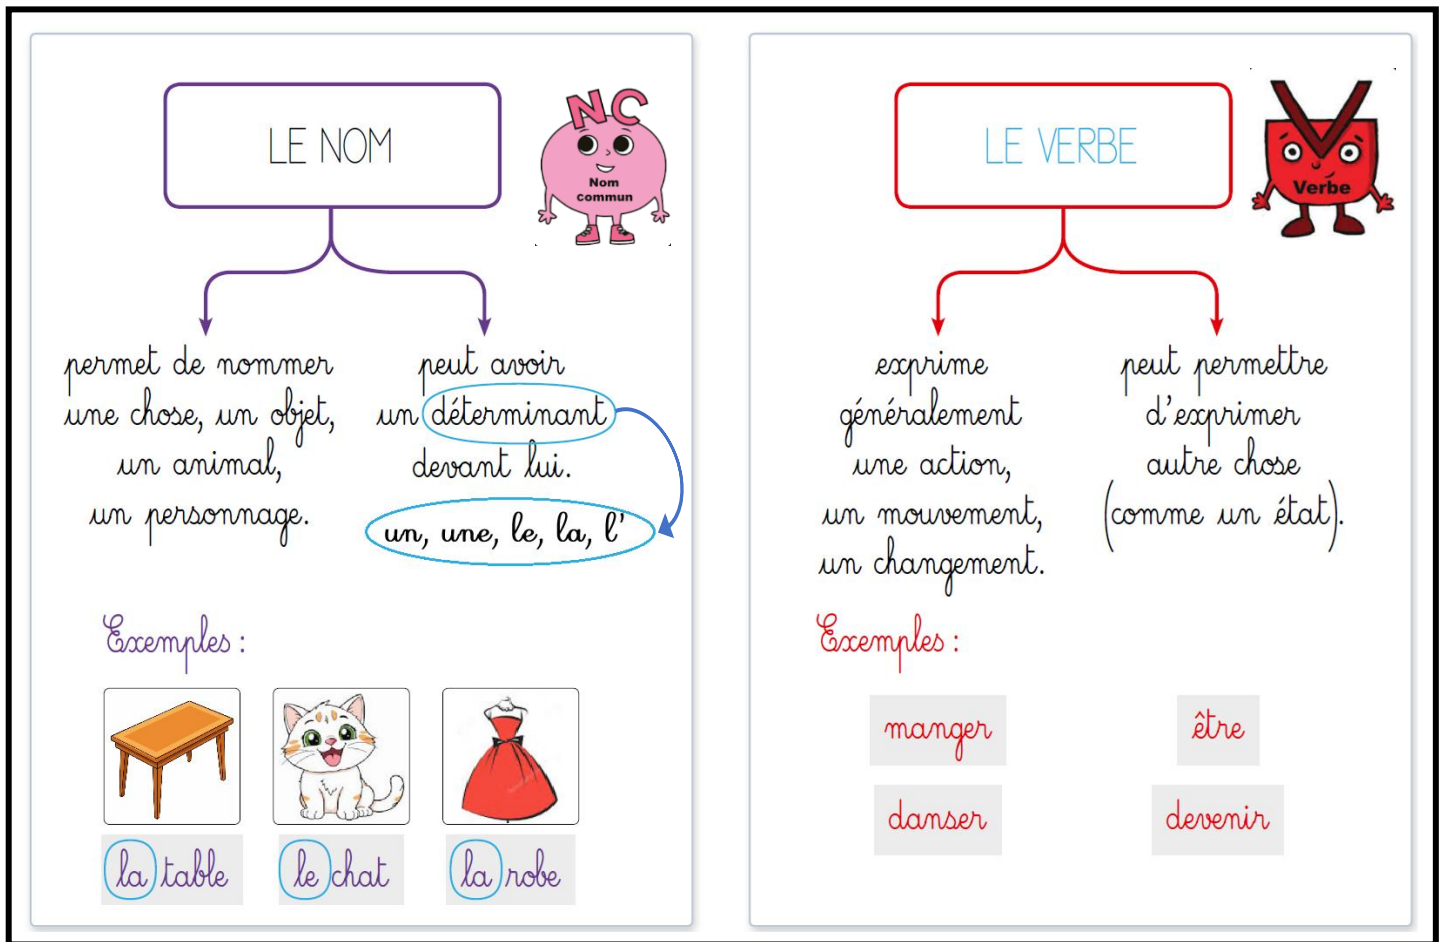 LE NOM
NC
Nom
commun
permet de nommer
une chose, un objet,
un animal,
un personnage.
peut avoir
un déterminant
devant lui.
un, une, le, la, l'
Exemples :
la table
le chat
la robe
LE VERBE
V
Verbe
exprime
généralement
une action,
un mouvement,
un changement.
peut permettre
d'exprimer
autre chose
(comme un état).
Exemples :
manger
être
danser
devenir